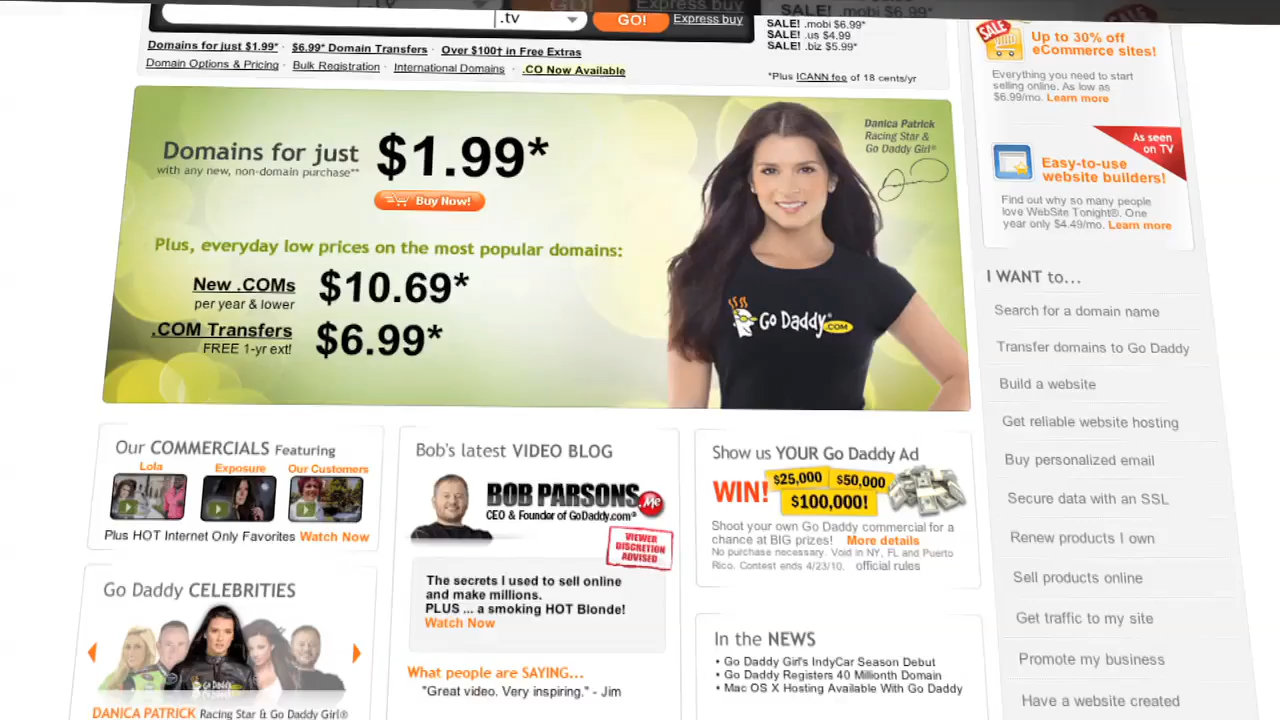 Express buy
.tv
GO!
Express buy
SALE! .mobi $6.99*
SALE! .us $4.99
SALE! .biz $5.99*
*Plus ICANN fee of 18 cents/yr
Domains for just $1.99* · $6.99* Domain Transfers · Over $100† in Free Extras
Domain Options & Pricing · Bulk Registration · International Domains · .CO Now Available
SALE
Up to 30% off
eCommerce sites!
Everything you need to start
selling online. As low as
$6.99/mo. Learn more
As seen
on TV
Easy-to-use
website builders!
Find out why so many people
love WebSite Tonight®. One
year only $4.49/mo. Learn more
Domains for just $1.99*
with any new, non-domain purchase**
Buy Now!
Danica Patrick
Racing Star &
Go Daddy Girl®
Plus, everyday low prices on the most popular domains:
New .COMs $10.69*
per year & lower
.COM Transfers $6.99*
FREE 1-yr ext!
Go Daddy .COM
I WANT to...
Search for a domain name
Transfer domains to Go Daddy
Build a website
Get reliable website hosting
Buy personalized email
Secure data with an SSL
Renew products I own
Sell products online
Get traffic to my site
Promote my business
Have a website created
Our COMMERCIALS Featuring
Lola Exposure Our Customers
Plus HOT Internet Only Favorites Watch Now
Go Daddy CELEBRITIES
DANICA PATRICK Racing Star & Go Daddy Girl®
Bob's latest VIDEO BLOG
BOB PARSONS.Me
CEO & Founder of GoDaddy.com®
VIEWER
DISCRETION
ADVISED
The secrets I used to sell online
and make millions.
PLUS ... a smoking HOT Blonde!
Watch Now
What people are SAYING...
"Great video. Very inspiring." - Jim
Show us YOUR Go Daddy Ad
WIN! $25,000 $50,000
$100,000!
Shoot your own Go Daddy commercial for a
chance at BIG prizes! More details
No purchase necessary. Void in NY, FL and Puerto
Rico. Contest ends 4/23/10. official rules
In the NEWS
• Go Daddy Girl's IndyCar Season Debut
• Go Daddy Registers 40 Millionth Domain
• Mac OS X Hosting Available With Go Daddy